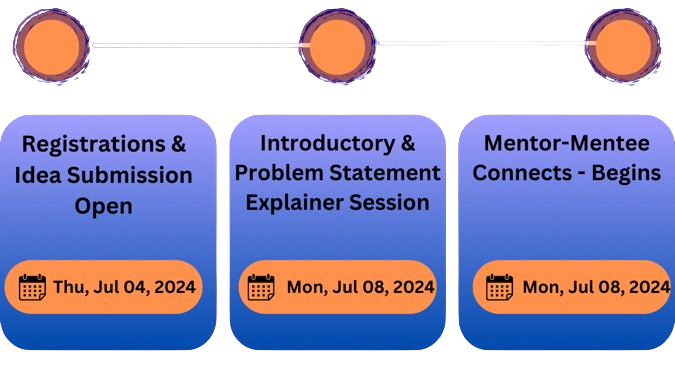 Registrations &
Idea Submission
Open
Thu, Jul 04, 2024
Introductory &
Problem Statement
Explainer Session
Mon, Jul 08, 2024
Mentor-Mentee
Connects - Begins
Mon, Jul 08, 2024